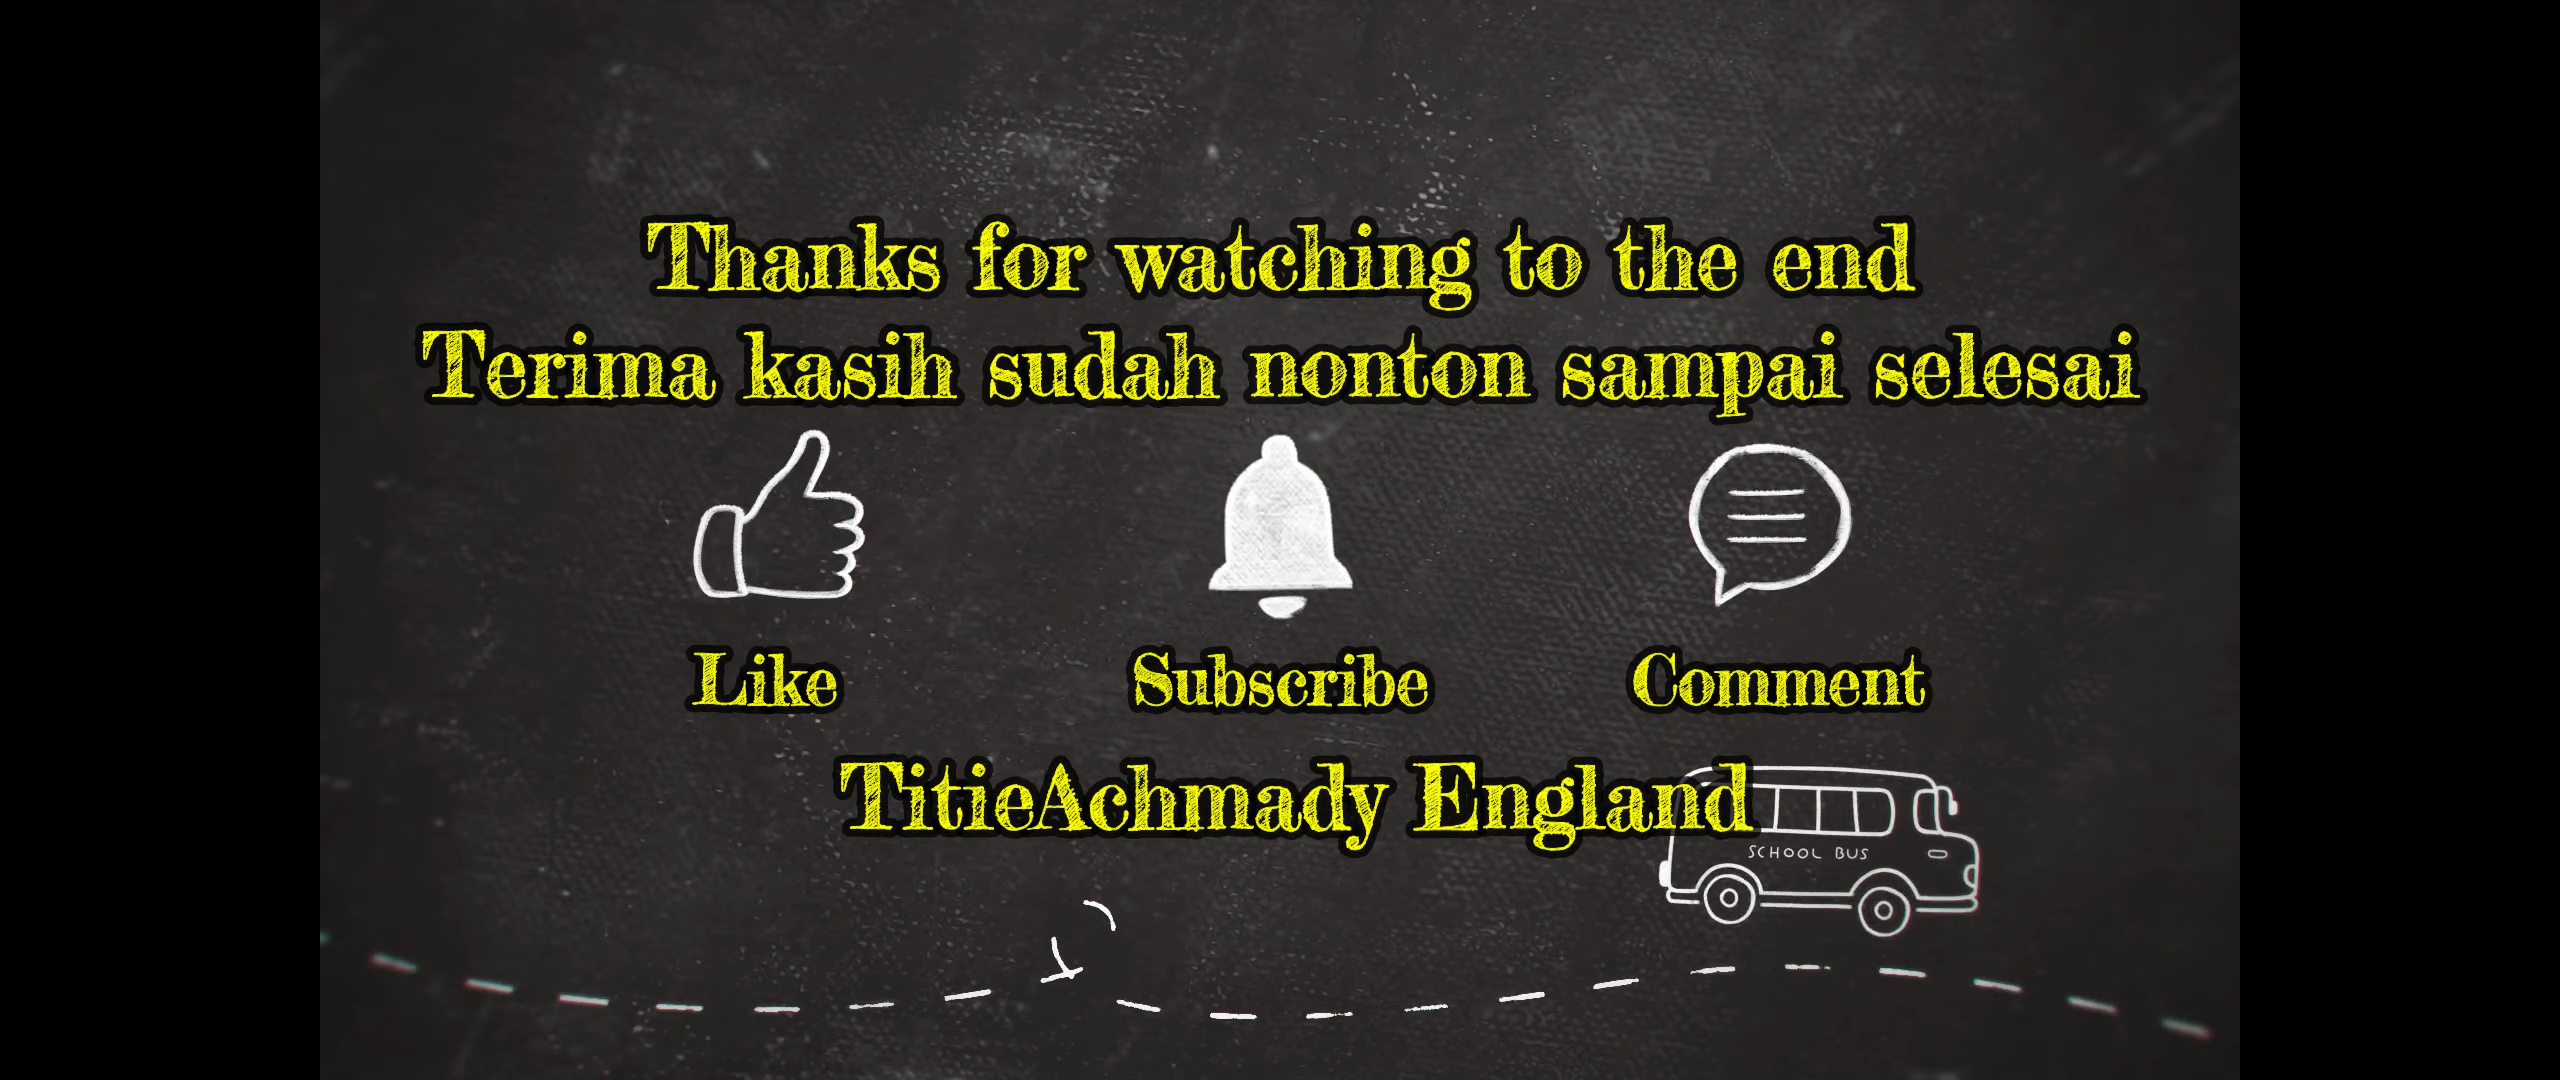 Thanks for watching to the end
Terima kasih sudah nonton sampai selesai
Like
Subscribe
Comment
TitieAchmady England
SCHOOL BUS